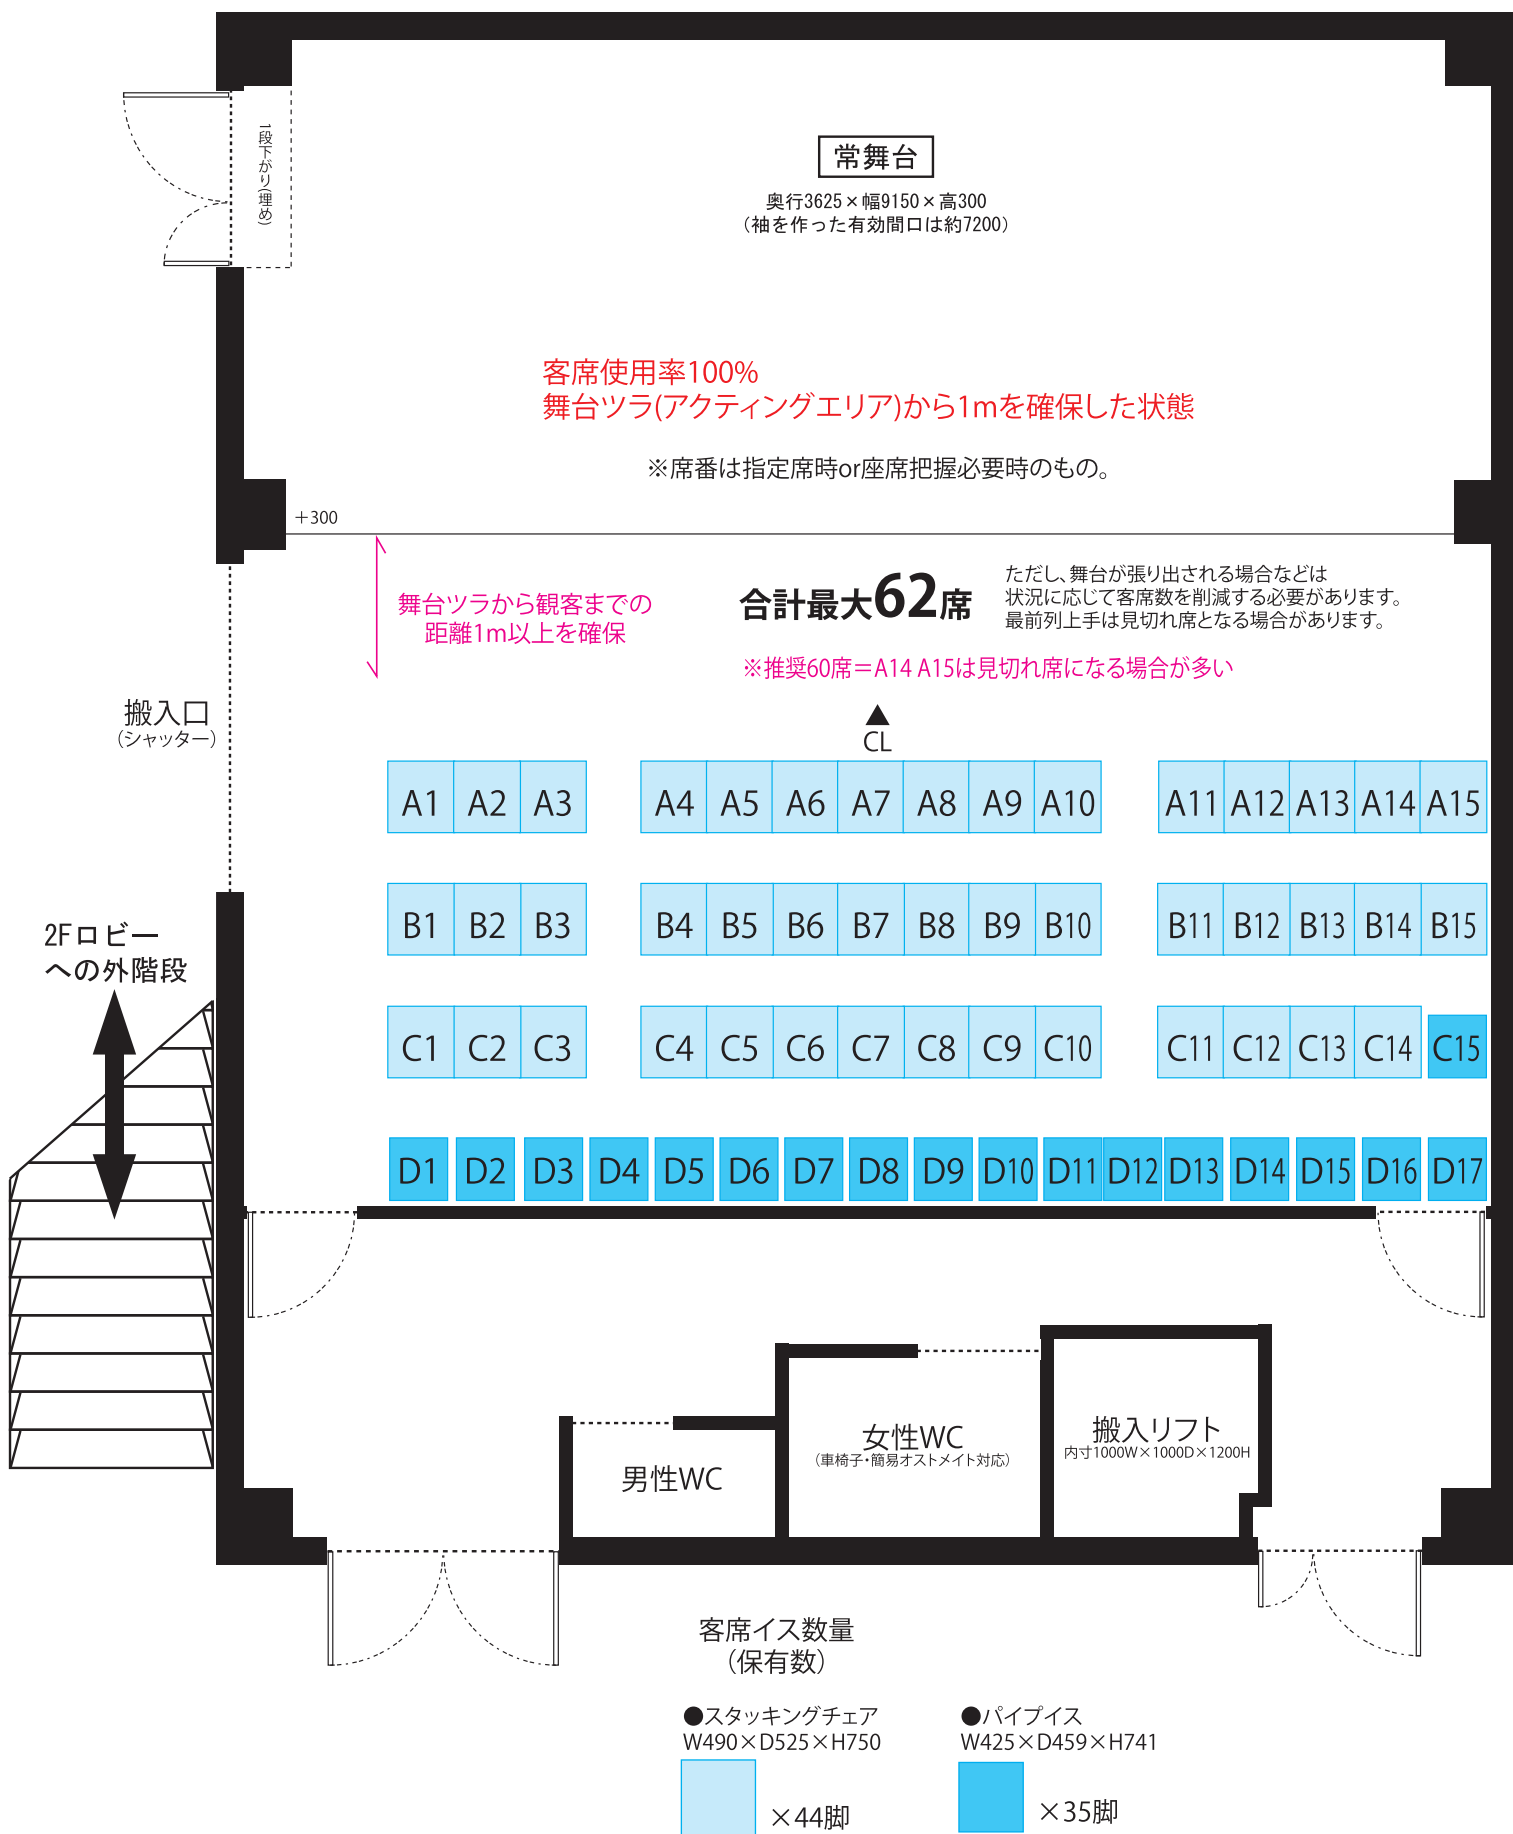 1段下がり(埋め)
常舞台
奥行3625×幅9150×高300
（袖を作った有効間口は約7200）
客席使用率100%
舞台ツラ(アクティングエリア)から1mを確保した状態
※席番は指定席時or座席把握必要時のもの。
＋300
舞台ツラから観客までの
距離1m以上を確保
合計最大62席
ただし、舞台が張り出される場合などは
状況に応じて客席数を削減する必要があります。
最前列上手は見切れ席となる場合があります。
※推奨60席＝A14 A15は見切れ席になる場合が多い
搬入口
（シャッター）
▲
CL
A1 A2 A3 A4 A5 A6 A7 A8 A9 A10 A11 A12 A13 A14 A15
B1 B2 B3 B4 B5 B6 B7 B8 B9 B10 B11 B12 B13 B14 B15
2Fロビー
への外階段
C1 C2 C3 C4 C5 C6 C7 C8 C9 C10 C11 C12 C13 C14 C15
D1 D2 D3 D4 D5 D6 D7 D8 D9 D10 D11 D12 D13 D14 D15 D16 D17
男性WC
女性WC
（車椅子・簡易オストメイト対応）
搬入リフト
内寸1000W×1000D×1200H
客席イス数量
（保有数）
●スタッキングチェア
W490×D525×H750
×44脚
●パイプイス
W425×D459×H741
×35脚